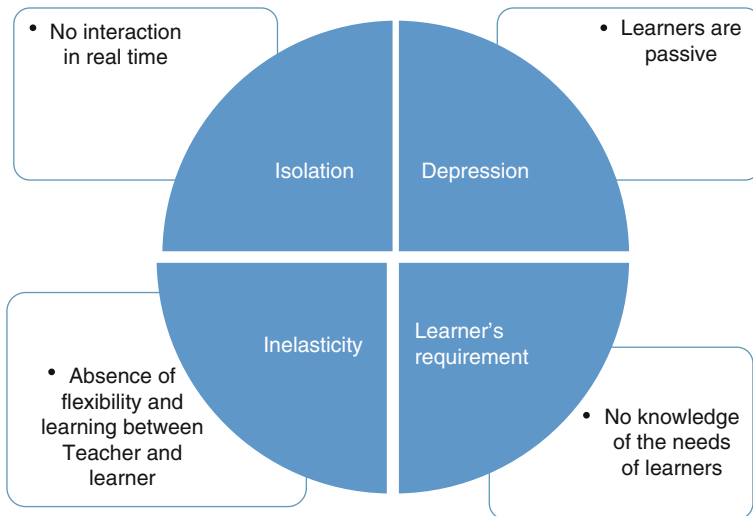 • No interaction
in real time
• Learners are
passive
Isolation
Depression
Inelasticity
Learner's
requirement
• Absence of
flexibility and
learning between
Teacher and
learner
• No knowledge
of the needs
of learners